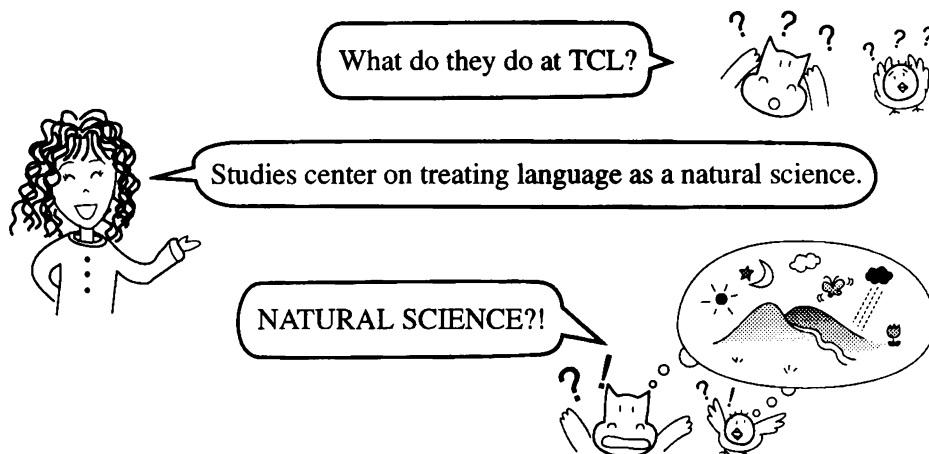 What do they do at TCL?
? ? ?
? ? ?
Studies center on treating language as a natural science.
NATURAL SCIENCE?!
? !
? !